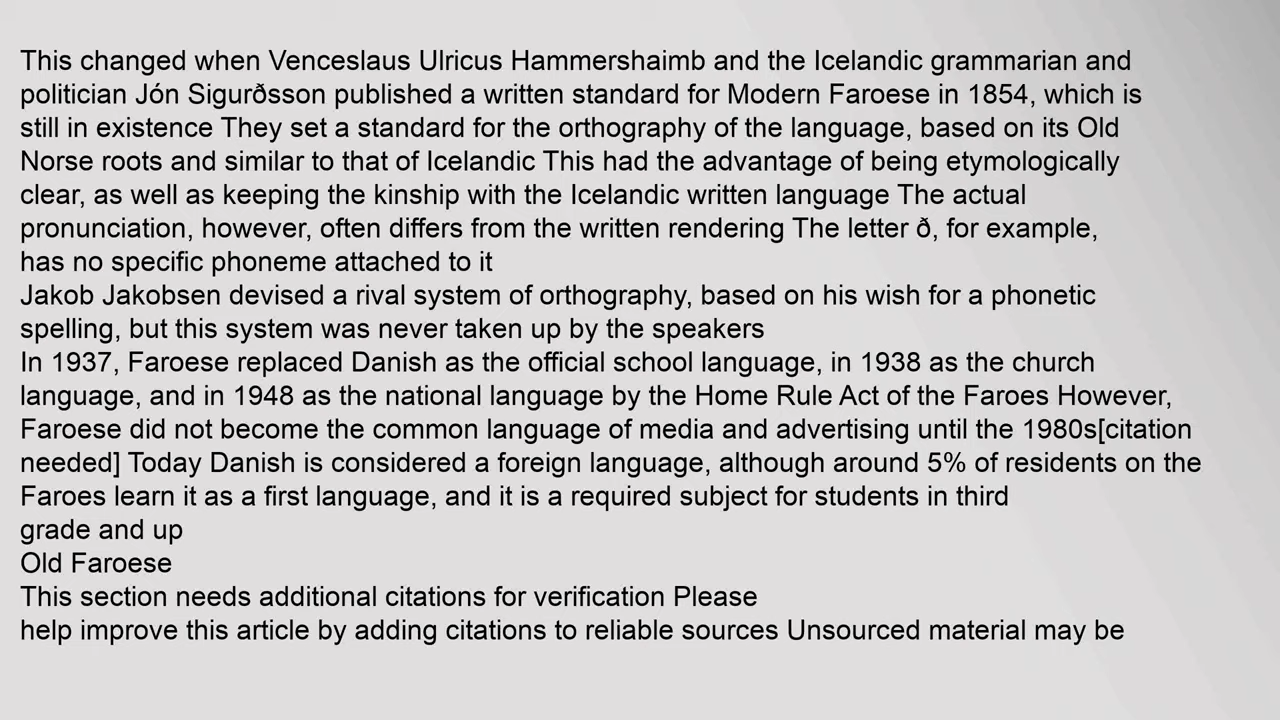 This changed when Venceslaus Ulricus Hammershaimb and the Icelandic grammarian and
politician Jón Sigurðsson published a written standard for Modern Faroese in 1854, which is
still in existence They set a standard for the orthography of the language, based on its Old
Norse roots and similar to that of Icelandic This had the advantage of being etymologically
clear, as well as keeping the kinship with the Icelandic written language The actual
pronunciation, however, often differs from the written rendering The letter ð, for example,
has no specific phoneme attached to it
Jakob Jakobsen devised a rival system of orthography, based on his wish for a phonetic
spelling, but this system was never taken up by the speakers
In 1937, Faroese replaced Danish as the official school language, in 1938 as the church
language, and in 1948 as the national language by the Home Rule Act of the Faroes However,
Faroese did not become the common language of media and advertising until the 1980s[citation
needed] Today Danish is considered a foreign language, although around 5% of residents on the
Faroes learn it as a first language, and it is a required subject for students in third
grade and up
Old Faroese
This section needs additional citations for verification Please
help improve this article by adding citations to reliable sources Unsourced material may be